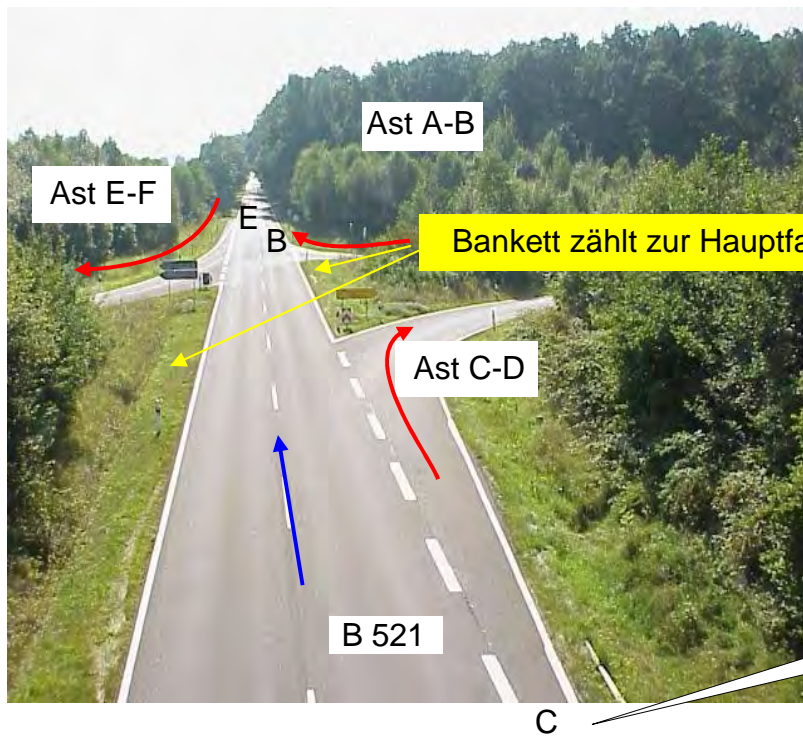 Ast A-B
Ast E-F
E
B
Bankett zählt zur Hauptfa
Ast C-D
B 521
C